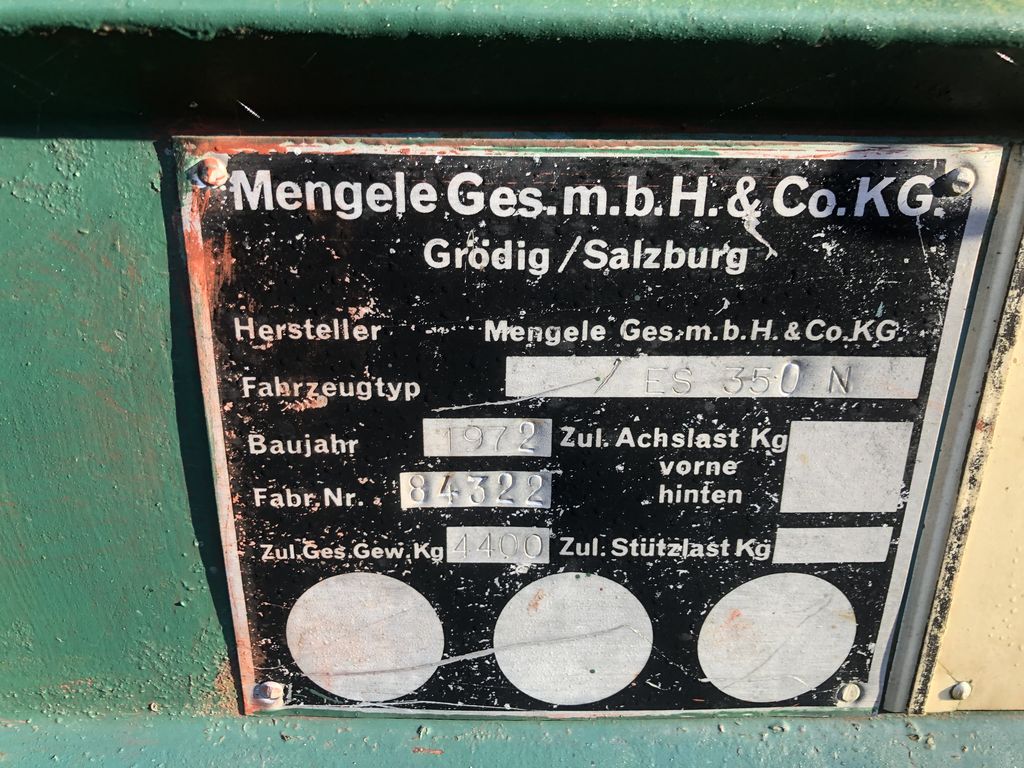 Mengele Ges.m.b.H. & Co.KG.
Grödig/Salzburg
Hersteller Mengele Ges.m.b.H. & Co.KG.
Fahrzeugtyp / ES 350 N
Baujahr 1972 Zul. Achslast Kg
vorne
Fabr.Nr. 84322 hinten
Zul.Ges.Gew.Kg 4400 Zul. Stützlast Kg